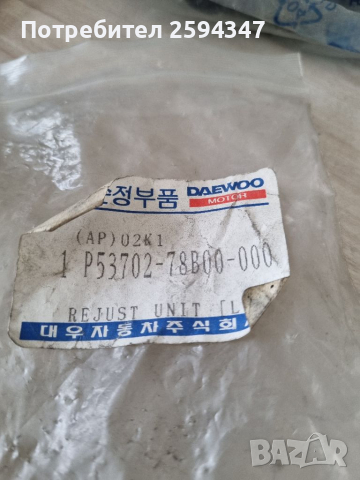 Потребител от 2594347
순정부품 DAEWOO
MOTOR
(AP)02K1
1 P53702-78B00-000
REJUST UNIT [L
대우자동차주식회
BAZAR